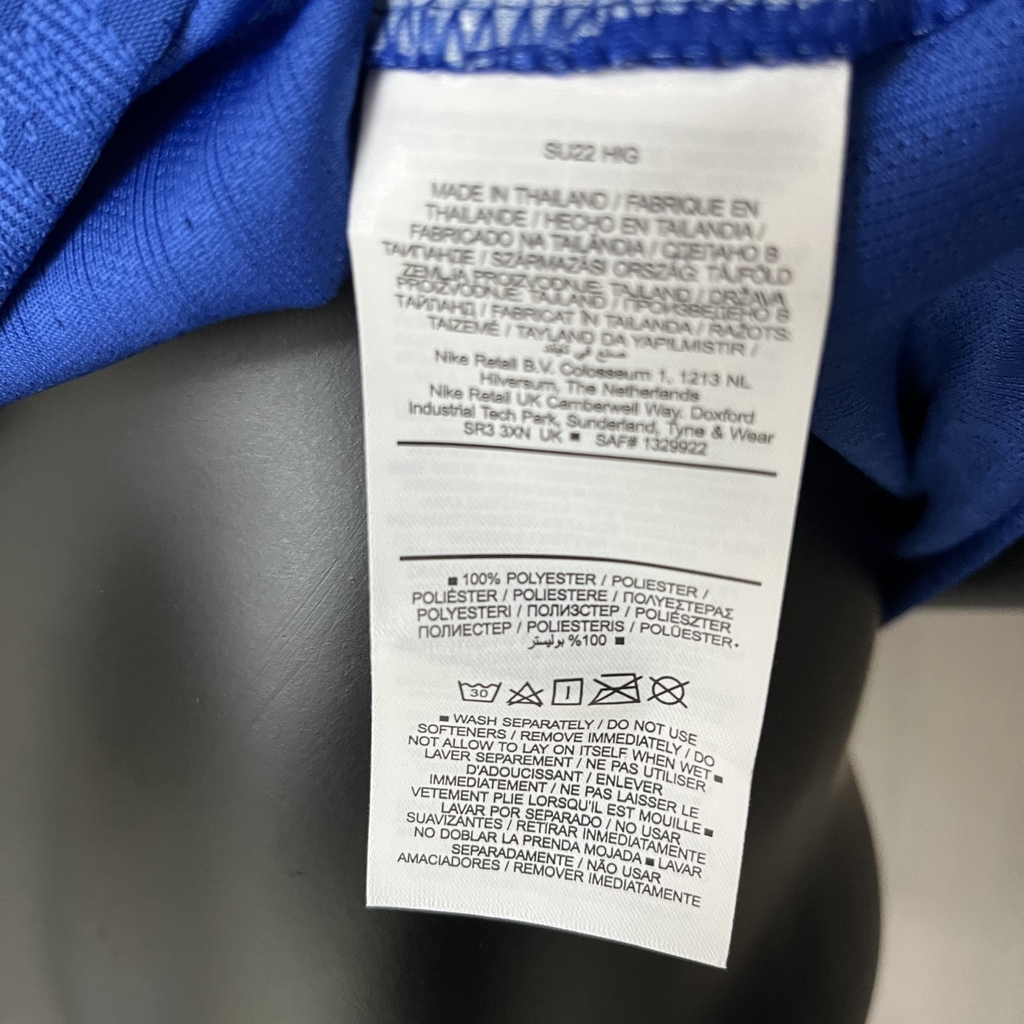 SU22 HIG
MADE IN THAILAND / FABRIQUE EN
THAILANDE / HECHO EN TAILANDIA /
FABRICADO NA TAILÂNDIA / СДЕЛАНО В
ТАИЛАНДЕ / SZÁRMAZÁSI ORSZÁG: TÁJFÖLD
ZEMLJA PROIZVODNJE: TAJLAND / DRŽAVA
PROIZVODNJE: TAJLAND / ПРОИЗВЕДЕНО В
ТАЙЛАНД / FABRICAT ÎN TAILANDA / RAŽOTS:
TAIZEMĒ / TAYLAND DA YAPILMISTIR /
صنع في
Nike Retail B.V. Colosseum 1, 1213 NL
Hilversum, The Netherlands
Nike Retail UK Camberwell Way. Doxford
Industrial Tech Park, Sunderland, Tyne & Wear
SR3 3XN UK ■ SAF# 1329922
■ 100% POLYESTER / POLIESTER /
POLIÉSTER / POLIESTERE / ΠΟΛΥΕΣΤΕΡΑΣ
POLYESTERI / ПОЛИЭСТЕР / POLIÉSZTER
ПОЛИЕСТЕР / POLIESTERIS / POLÜESTER.
بوليستر %100 ■
30
■ WASH SEPARATELY / DO NOT USE
SOFTENERS / REMOVE IMMEDIATELY / DO
NOT ALLOW TO LAY ON ITSELF WHEN WET ■
LAVER SEPAREMENT / NE PAS UTILISER
D'ADOUCISSANT / ENLEVER
IMMEDIATEMENT / NE PAS LAISSER LE
VETEMENT PLIE LORSQU'IL EST MOUILLE ■
LAVAR POR SEPARADO / NO USAR
SUAVIZANTES / RETIRAR INMEDIATAMENTE
NO DOBLAR LA PRENDA MOJADA ■ LAVAR
SEPARADAMENTE / NÃO USAR
AMACIADORES / REMOVER IMEDIATAMENTE